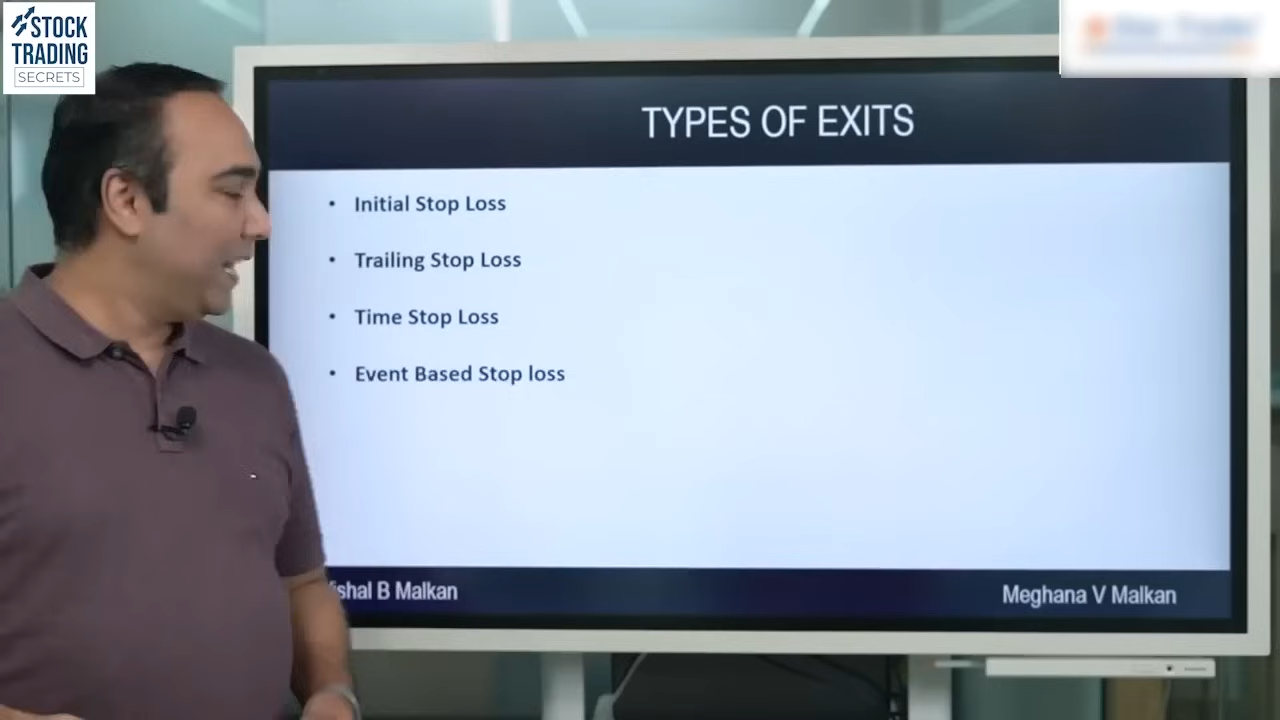 STOCK
TRADING
SECRETS
TYPES OF EXITS
• Initial Stop Loss
• Trailing Stop Loss
• Time Stop Loss
• Event Based Stop loss
ishal B Malkan
Meghana V Malkan